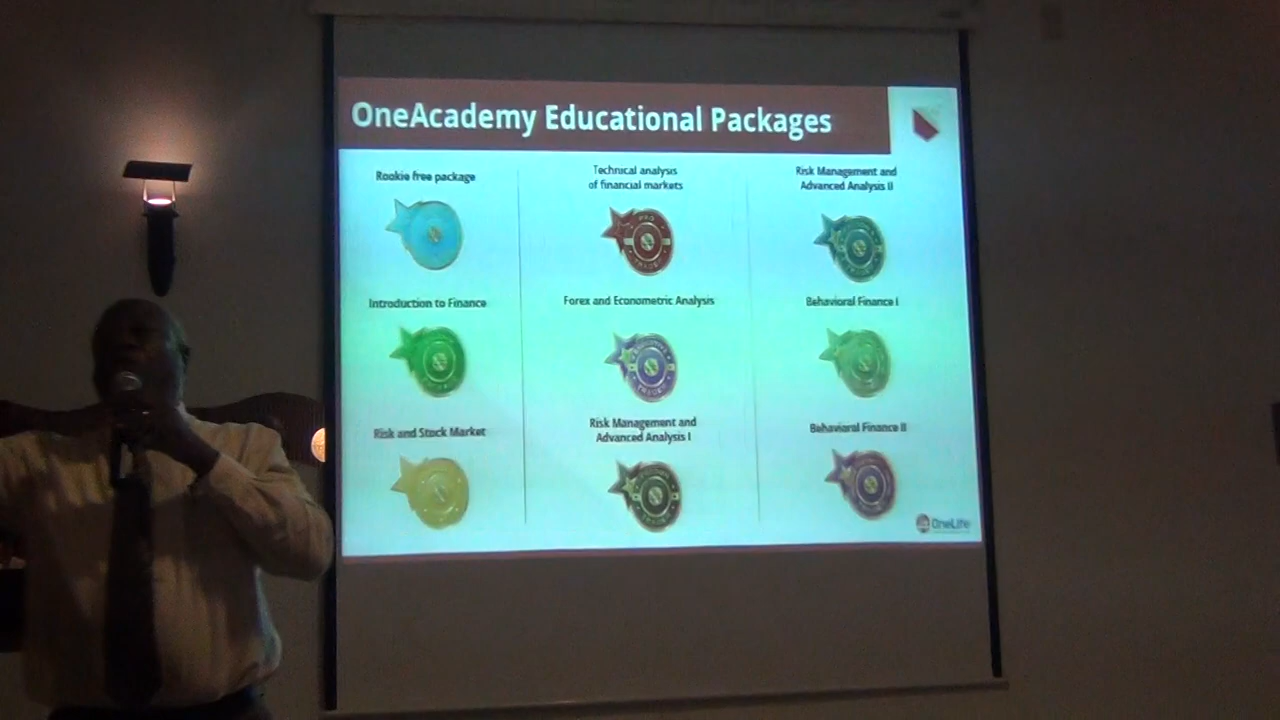 OneAcademy Educational Packages
Rookie free package
Introduction to Finance
Risk and Stock Market
Technical analysis
of financial markets
PRO
Forex and Econometric Analysis
Risk Management and
Advanced Analysis I
Risk Management and
Advanced Analysis II
Behavioral Finance I
Behavioral Finance II
OneLife